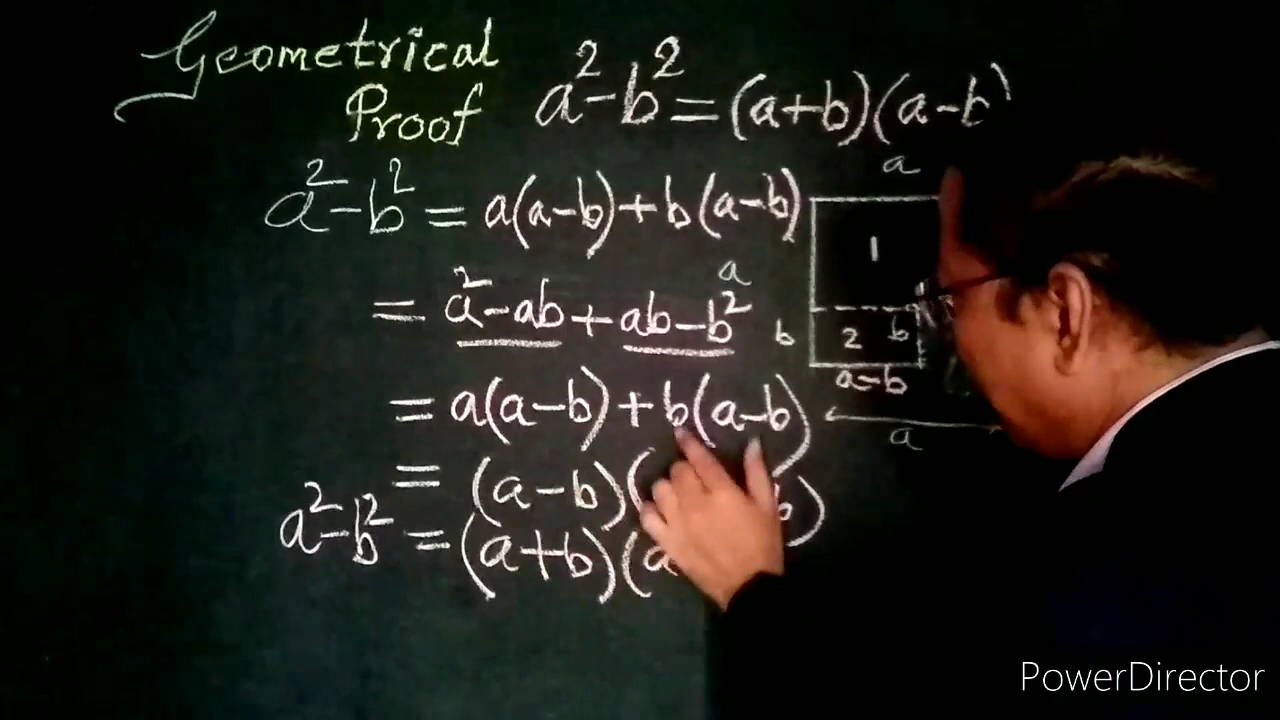 Geometrical
Proof
a²-b²=(a+b)(a-b)
a
a²-b² = a(a-b)+b(a-b)
1
a
= a²-ab+ab-b²
b
2 b
a-b
= a(a-b)+b(a-b)
a
= (a-b)(
b)
a²-b² = (a+b)(a
PowerDirector